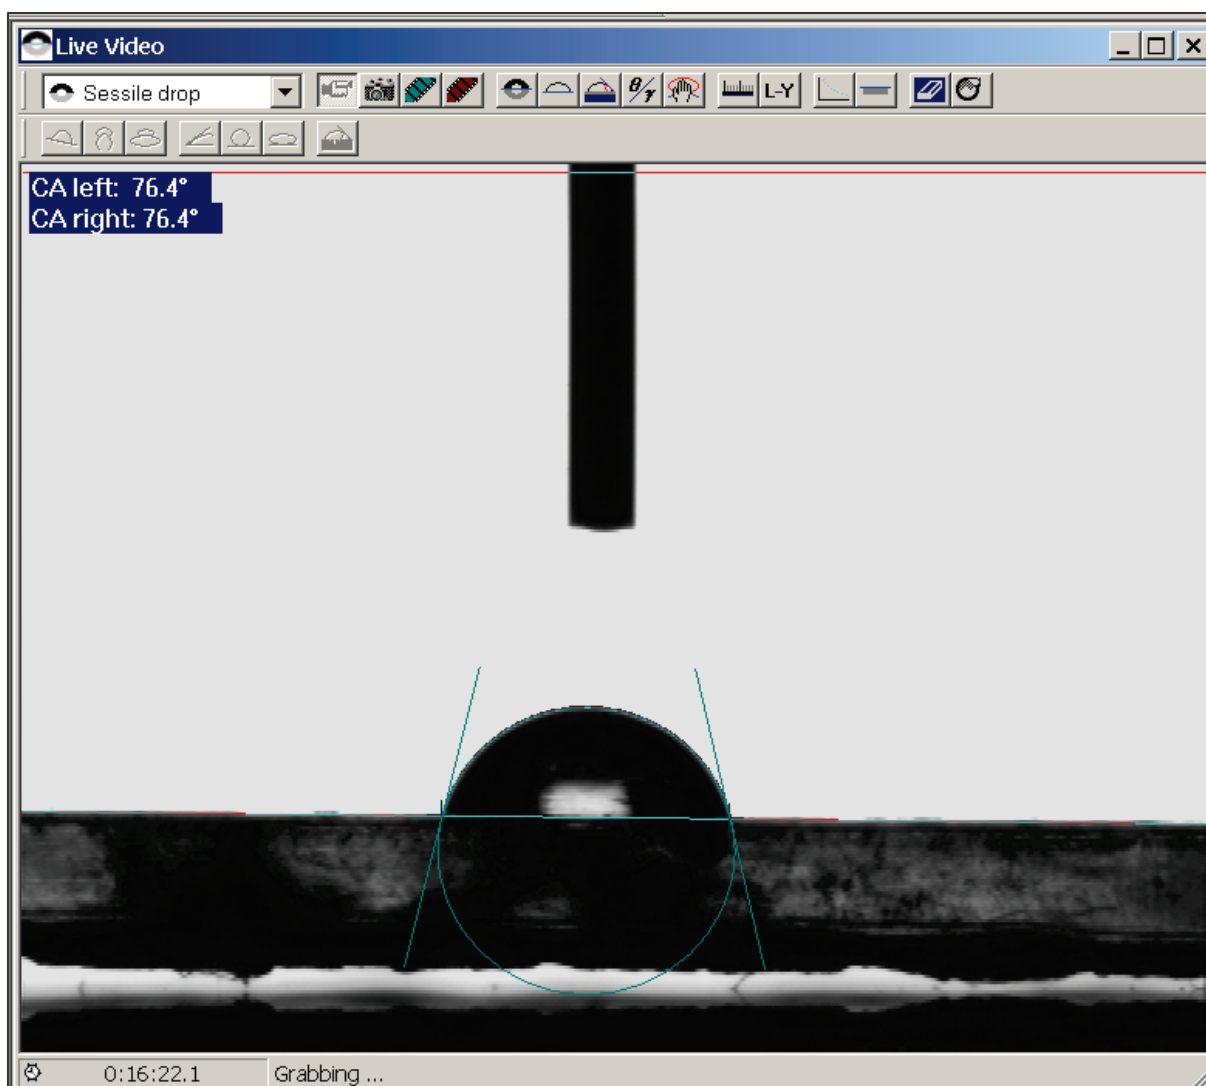 Live Video
Sessile drop
θ/γ
L-Y
CA left: 76.4°
CA right: 76.4°
0:16:22.1 Grabbing ...